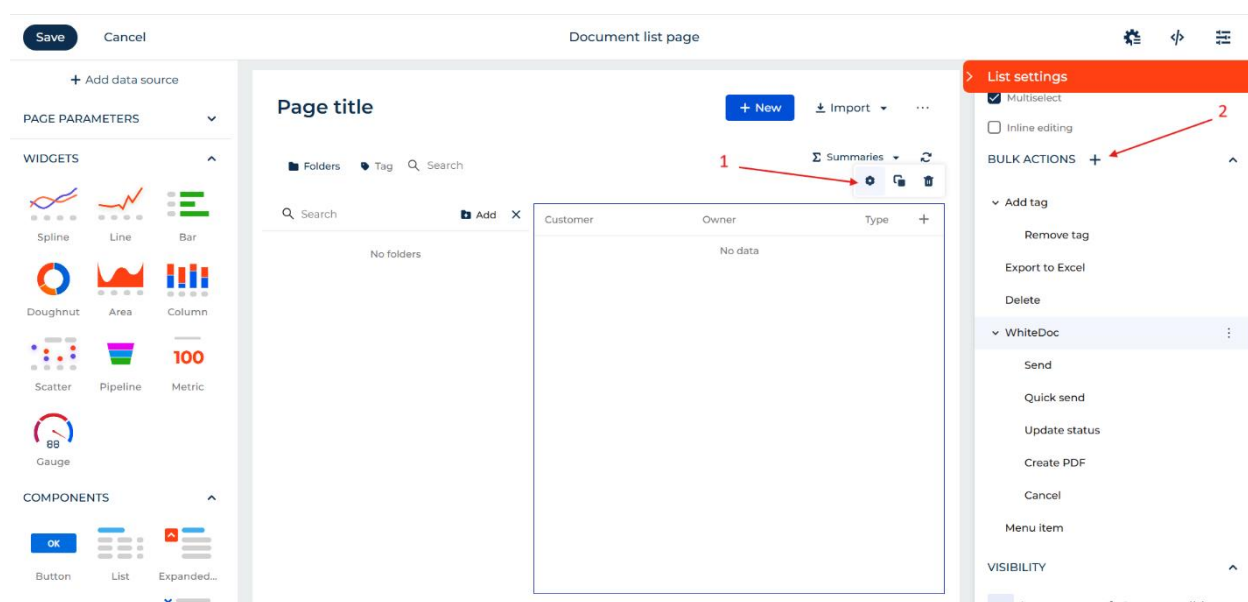 Save
Cancel
Document list page
</>
+ Add data source
PAGE PARAMETERS
WIDGETS
Spline
Line
Bar
Doughnut
Area
Column
100
Scatter
Pipeline
Metric
88
Gauge
COMPONENTS
OK
Button
List
Expanded...
Page title
+ New
Import
...
Folders
Tag
Search
1
Σ Summaries
Search
Add
No folders
Customer
Owner
Type
+
No data
List settings
Multiselect
2
Inline editing
BULK ACTIONS +
Add tag
Remove tag
Export to Excel
Delete
WhiteDoc
Send
Quick send
Update status
Create PDF
Cancel
Menu item
VISIBILITY